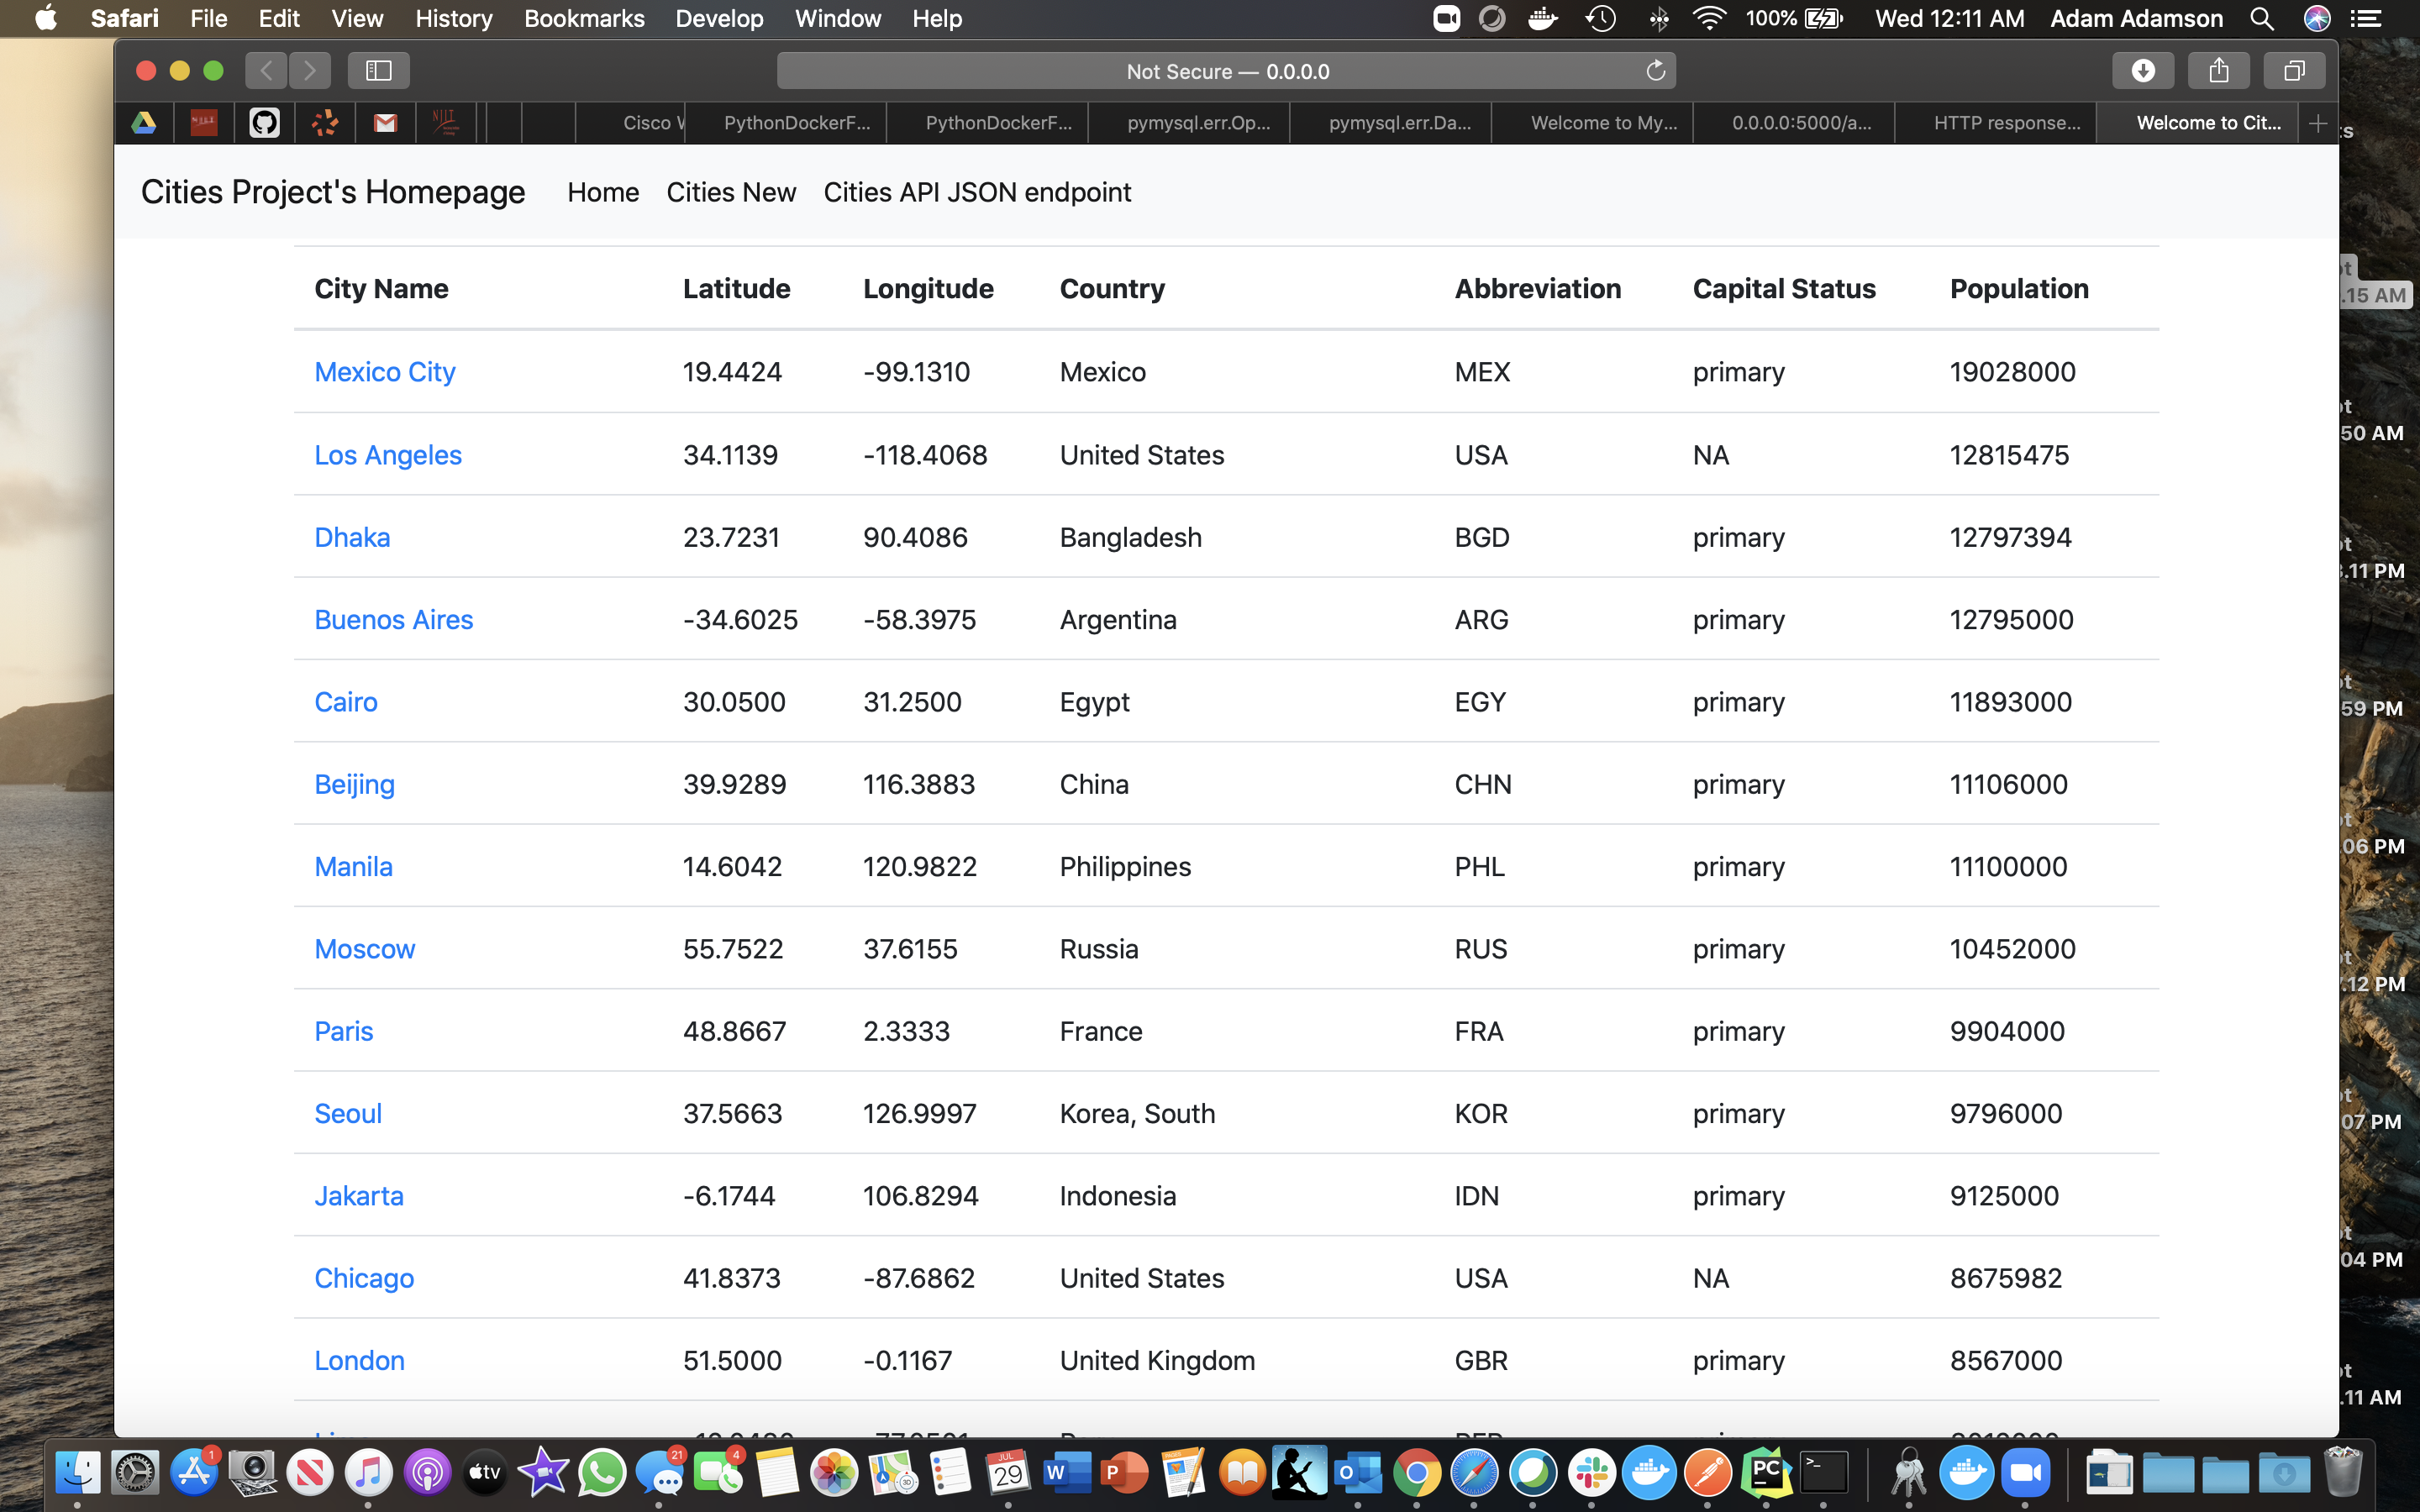 Safari File Edit View History Bookmarks Develop Window Help 100% Wed 12:11 AM Adam Adamson
Not Secure — 0.0.0.0
NJIT NJIT Cisco PythonDockerF... PythonDockerF... pymysql.err.Op... pymysql.err.Da... Welcome to My... 0.0.0.0:5000/a... HTTP response... Welcome to Cit...
Cities Project's Homepage Home Cities New Cities API JSON endpoint
City Name Latitude Longitude Country Abbreviation Capital Status Population
.15 AM
Mexico City 19.4424 -99.1310 Mexico MEX primary 19028000
50 AM
Los Angeles 34.1139 -118.4068 United States USA NA 12815475
Dhaka 23.7231 90.4086 Bangladesh BGD primary 12797394
.11 PM
Buenos Aires -34.6025 -58.3975 Argentina ARG primary 12795000
Cairo 30.0500 31.2500 Egypt EGY primary 11893000
59 PM
Beijing 39.9289 116.3883 China CHN primary 11106000
.06 PM
Manila 14.6042 120.9822 Philippines PHL primary 11100000
Moscow 55.7522 37.6155 Russia RUS primary 10452000
.12 PM
Paris 48.8667 2.3333 France FRA primary 9904000
Seoul 37.5663 126.9997 Korea, South KOR primary 9796000
07 PM
Jakarta -6.1744 106.8294 Indonesia IDN primary 9125000
04 PM
Chicago 41.8373 -87.6862 United States USA NA 8675982
London 51.5000 -0.1167 United Kingdom GBR primary 8567000
.11 AM
1 tv 21 4 JUL 29 W P O PC >_